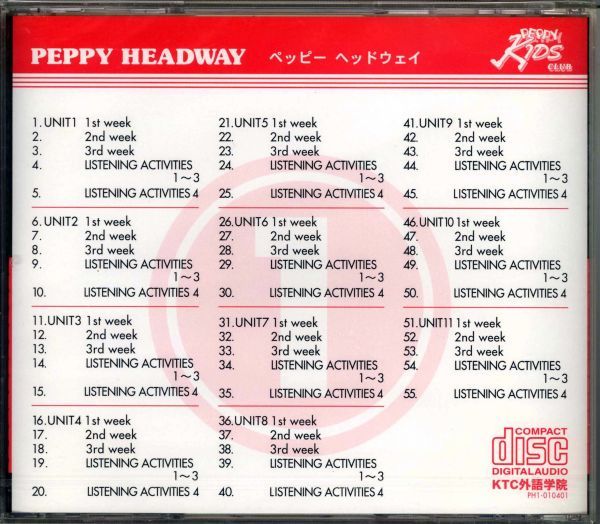 PEPPY HEADWAY ペッピー ヘッドウェイ
PEPPY
KIDS
CLUB
1. UNIT1 1st week
2. 2nd week
3. 3rd week
4. LISTENING ACTIVITIES
1〜3
5. LISTENING ACTIVITIES 4
6. UNIT2 1st week
7. 2nd week
8. 3rd week
9. LISTENING ACTIVITIES
1〜3
10. LISTENING ACTIVITIES 4
11. UNIT3 1st week
12. 2nd week
13. 3rd week
14. LISTENING ACTIVITIES
1〜3
15. LISTENING ACTIVITIES 4
16. UNIT4 1st week
17. 2nd week
18. 3rd week
19. LISTENING ACTIVITIES
1〜3
20. LISTENING ACTIVITIES 4
21. UNIT5 1st week
22. 2nd week
23. 3rd week
24. LISTENING ACTIVITIES
1〜3
25. LISTENING ACTIVITIES 4
26. UNIT6 1st week
27. 2nd week
28. 3rd week
29. LISTENING ACTIVITIES
1〜3
30. LISTENING ACTIVITIES 4
31. UNIT7 1st week
32. 2nd week
33. 3rd week
34. LISTENING ACTIVITIES
1〜3
35. LISTENING ACTIVITIES 4
36. UNIT8 1st week
37. 2nd week
38. 3rd week
39. LISTENING ACTIVITIES
1〜3
40. LISTENING ACTIVITIES 4
41. UNIT9 1st week
42. 2nd week
43. 3rd week
44. LISTENING ACTIVITIES
1〜3
45. LISTENING ACTIVITIES 4
46. UNIT10 1st week
47. 2nd week
48. 3rd week
49. LISTENING ACTIVITIES
1〜3
50. LISTENING ACTIVITIES 4
51. UNIT11 1st week
52. 2nd week
53. 3rd week
54. LISTENING ACTIVITIES
1〜3
55. LISTENING ACTIVITIES 4
1
COMPACT
disc
DIGITAL AUDIO
KTC外語学院
PH1-010401